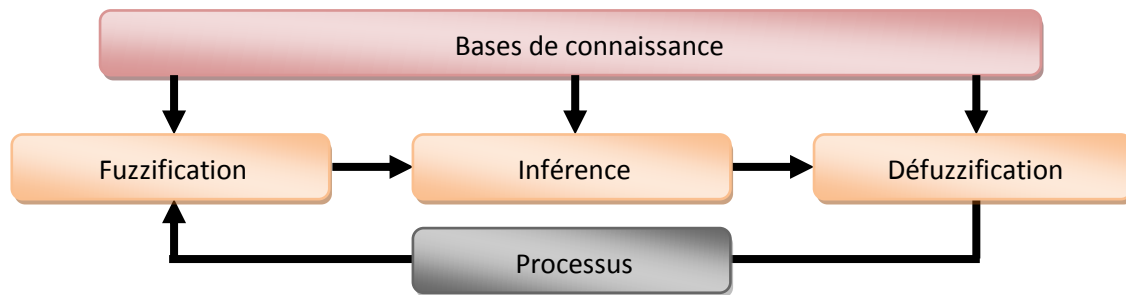 Bases de connaissance
Fuzzification
Inférence
Défuzzification
Processus